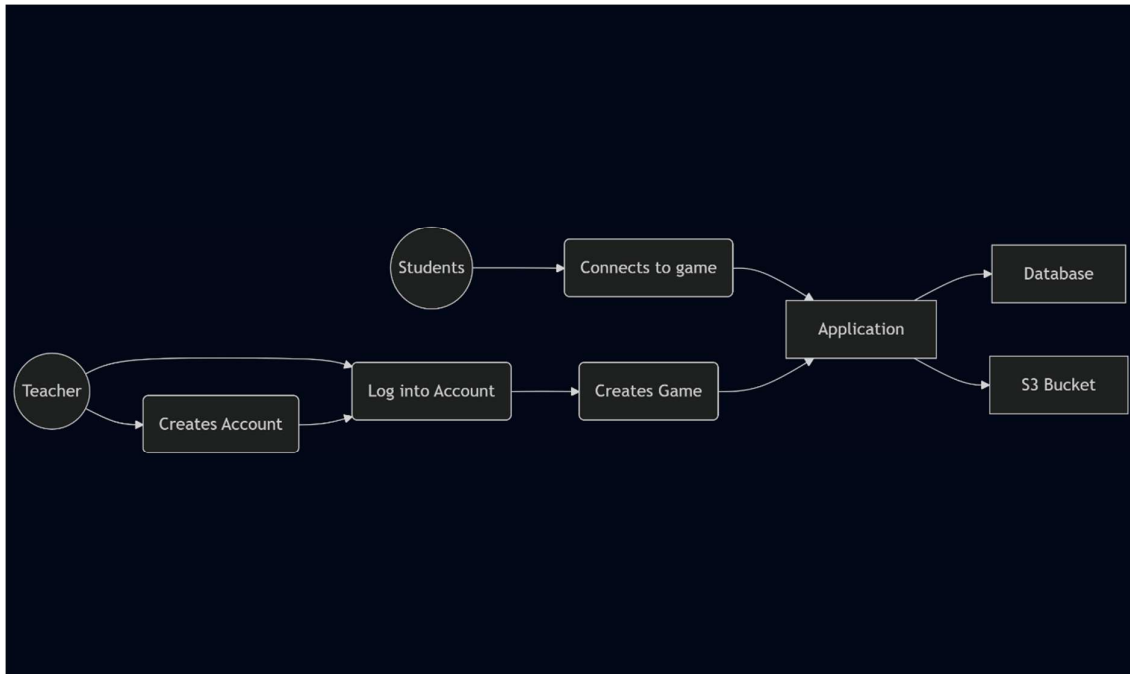 Students
Connects to game
Database
Application
Teacher
Log into Account
Creates Game
S3 Bucket
Creates Account